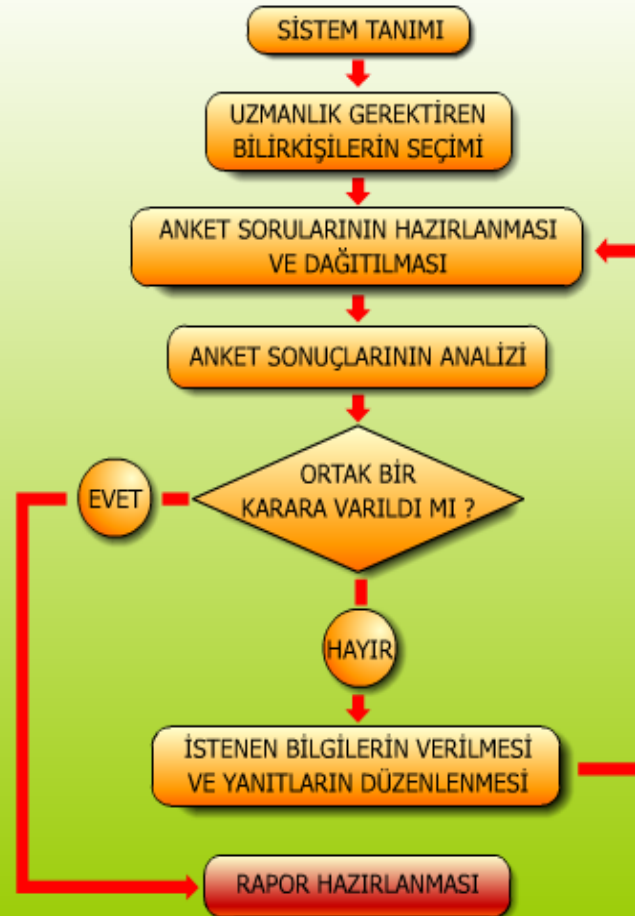 SİSTEM TANIMI
UZMANLIK GEREKTİREN
BİLİRKİŞİLERİN SEÇİMİ
ANKET SORULARININ HAZIRLANMASI
VE DAĞITILMASI
ANKET SONUÇLARININ ANALİZİ
ORTAK BİR
KARARA VARILDI MI ?
EVET
HAYIR
İSTENEN BİLGİLERİN VERİLMESİ
VE YANITLARIN DÜZENLENMESİ
RAPOR HAZIRLANMASI